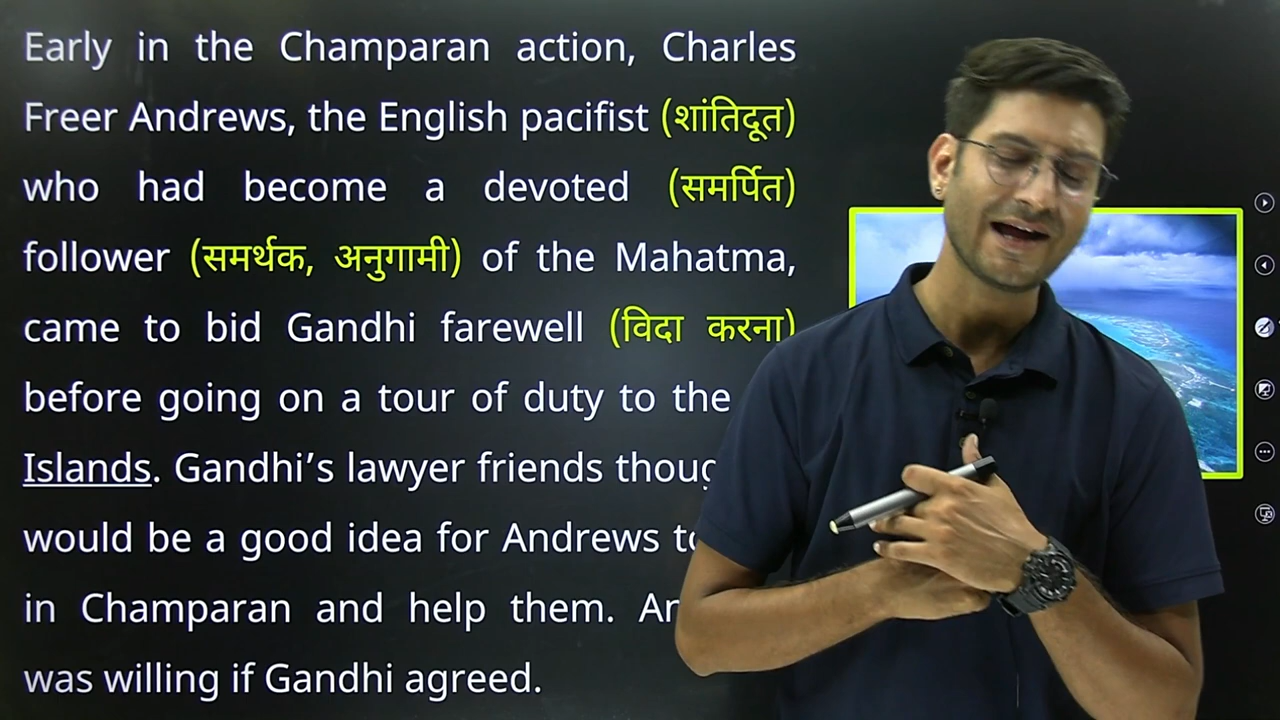 Early in the Champaran action, Charles
Freer Andrews, the English pacifist (शांतिदूत)
who had become a devoted (समर्पित)
follower (समर्थक, अनुगामी) of the Mahatma,
came to bid Gandhi farewell (विदा करना)
before going on a tour of duty to the
Islands. Gandhi’s lawyer friends
would be a good idea for Andrews
in Champaran and help them.
was willing if Gandhi agreed.